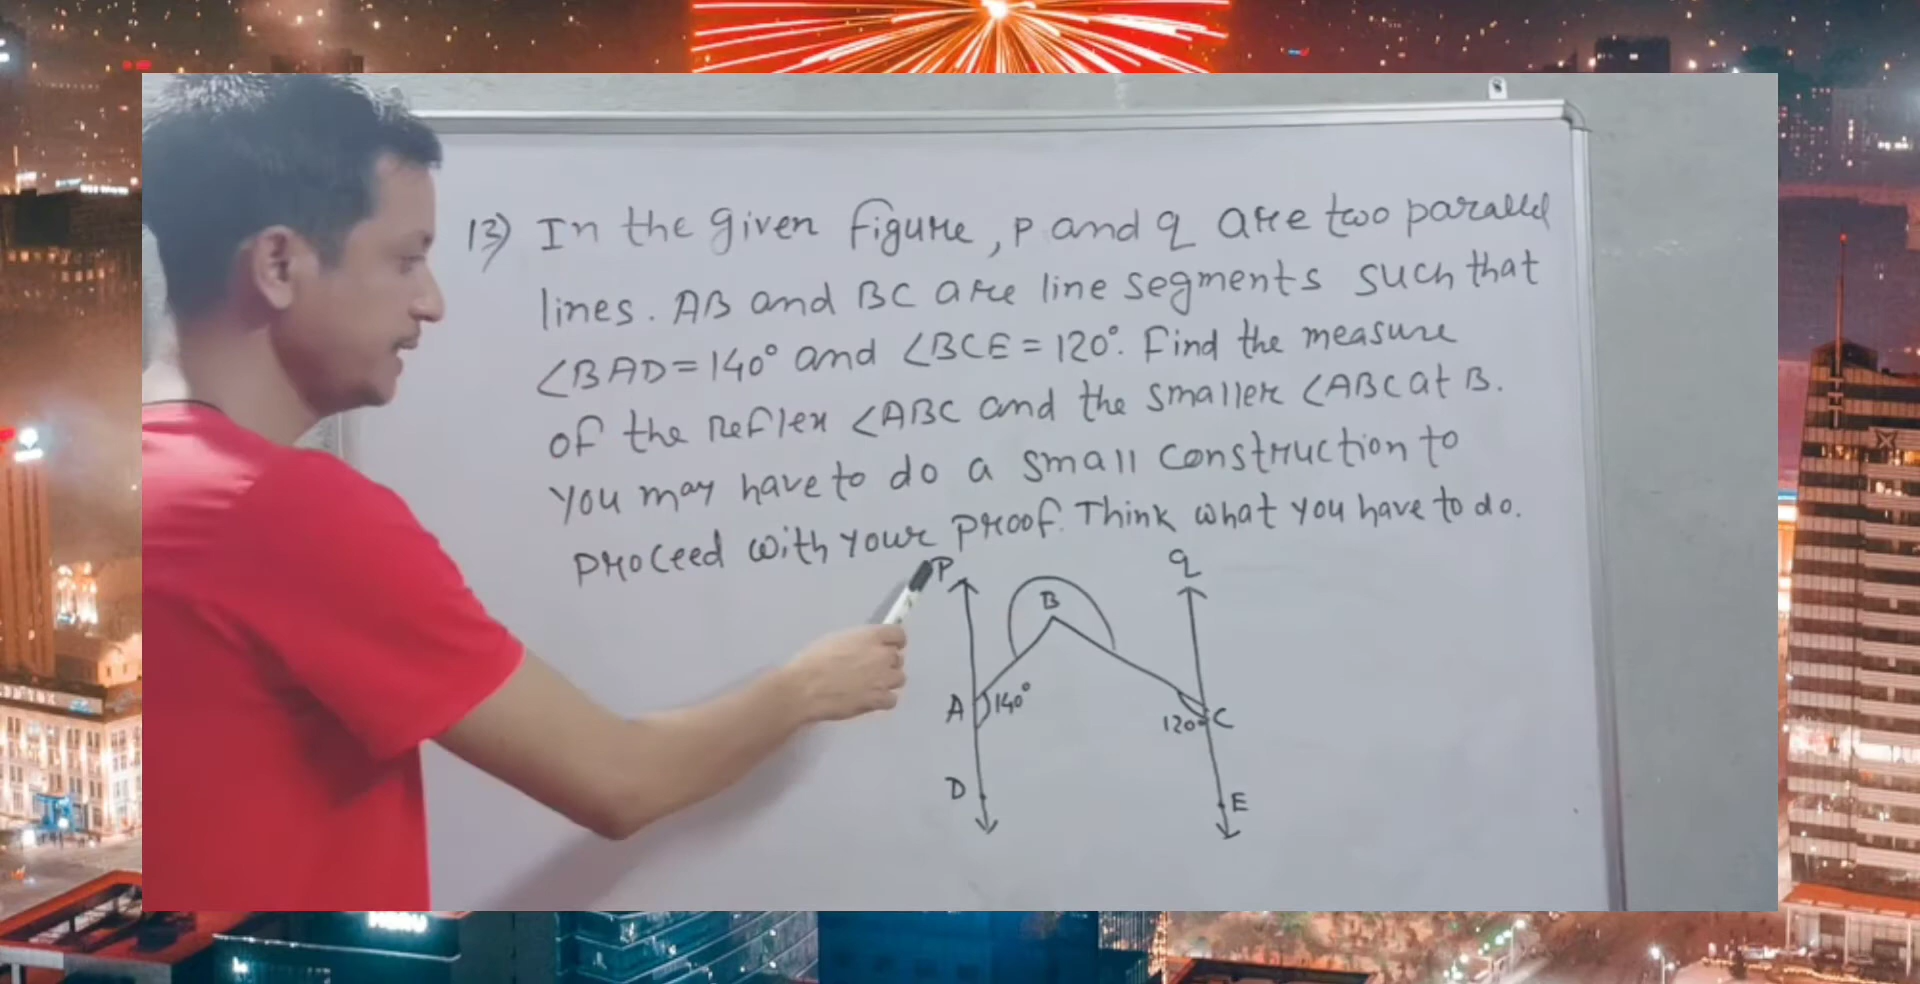 13) In the given figure, p and q are two parallel
lines. AB and BC are line segments such that
∠BAD=140° and ∠BCE=120°. Find the measure
of the reflex ∠ABC and the smaller ∠ABC at B.
You may have to do a small construction to
proceed with your proof. Think what you have to do.
P
q
B
A
140°
120°
C
D
E